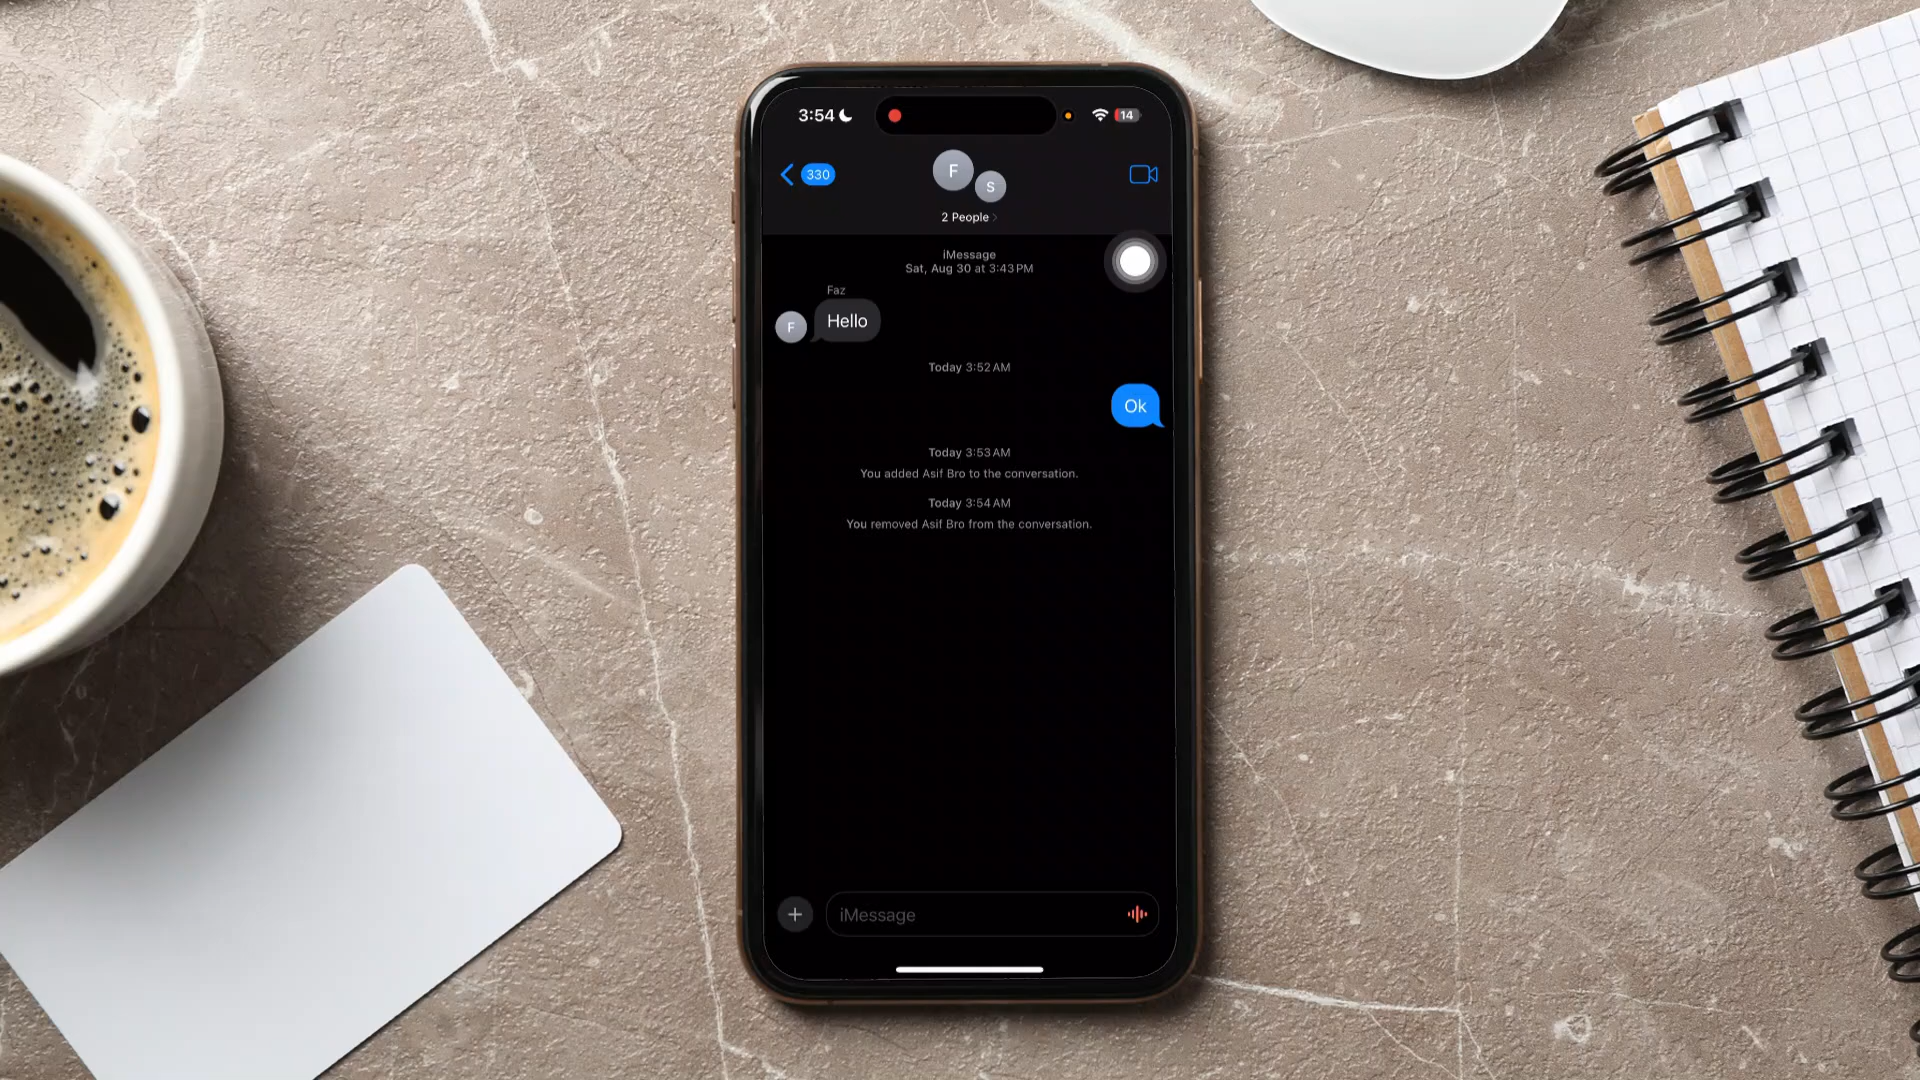 3:54
14
330
F
S
2 People
iMessage
Sat, Aug 30 at 3:43 PM
Faz
F
Hello
Today 3:52 AM
Ok
Today 3:53 AM
You added Asif Bro to the conversation.
Today 3:54 AM
You removed Asif Bro from the conversation.
iMessage